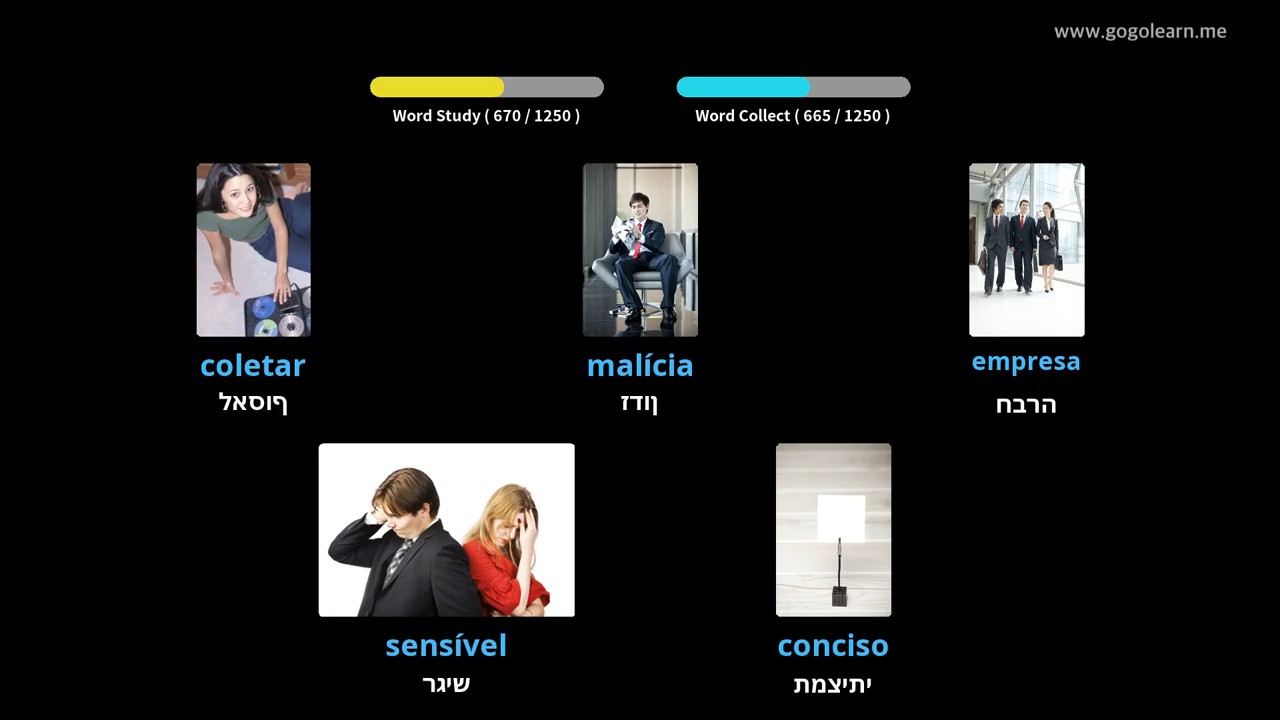 www.gogolearn.me
Word Study ( 670 / 1250 )
Word Collect ( 665 / 1250 )
coletar
ףוסאל
malícia
ןודז
empresa
הרבח
sensível
שיגר
conciso
יתיצמת